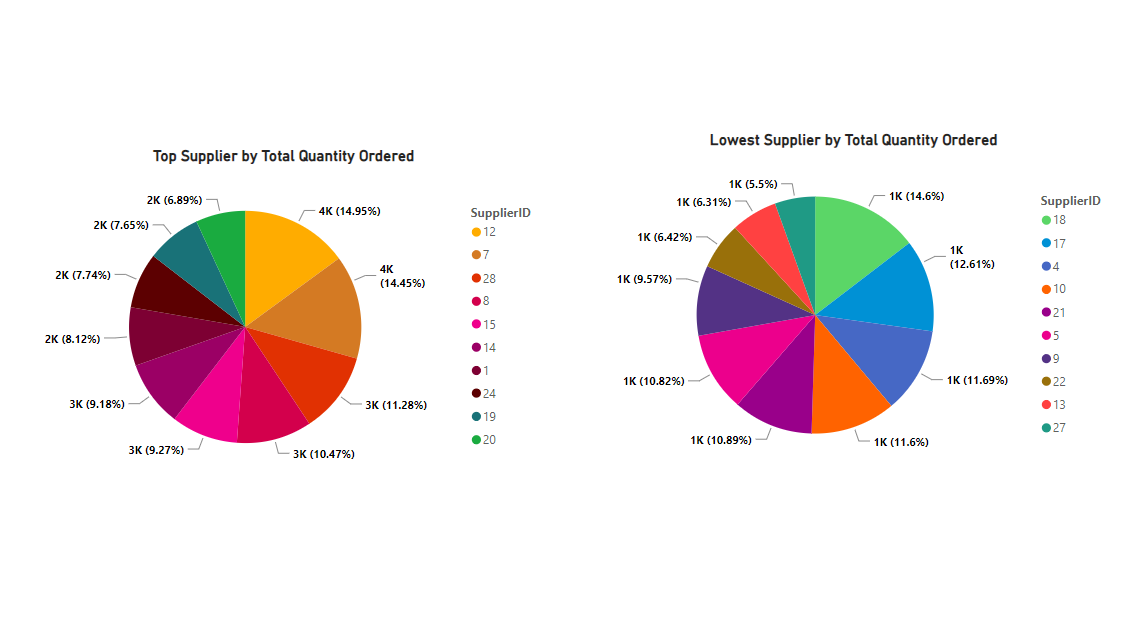 Top Supplier by Total Quantity Ordered
4K (14.95%)
4K
(14.45%)
3K (11.28%)
3K (10.47%)
3K (9.27%)
3K (9.18%)
2K (8.12%)
2K (7.74%)
2K (7.65%)
2K (6.89%)
SupplierID
12
7
28
8
15
14
1
24
19
20
Lowest Supplier by Total Quantity Ordered
1K (14.6%)
1K
(12.61%)
1K (11.69%)
1K (11.6%)
1K (10.89%)
1K (10.82%)
1K (9.57%)
1K (6.42%)
1K (6.31%)
1K (5.5%)
SupplierID
18
17
4
10
21
5
9
22
13
27